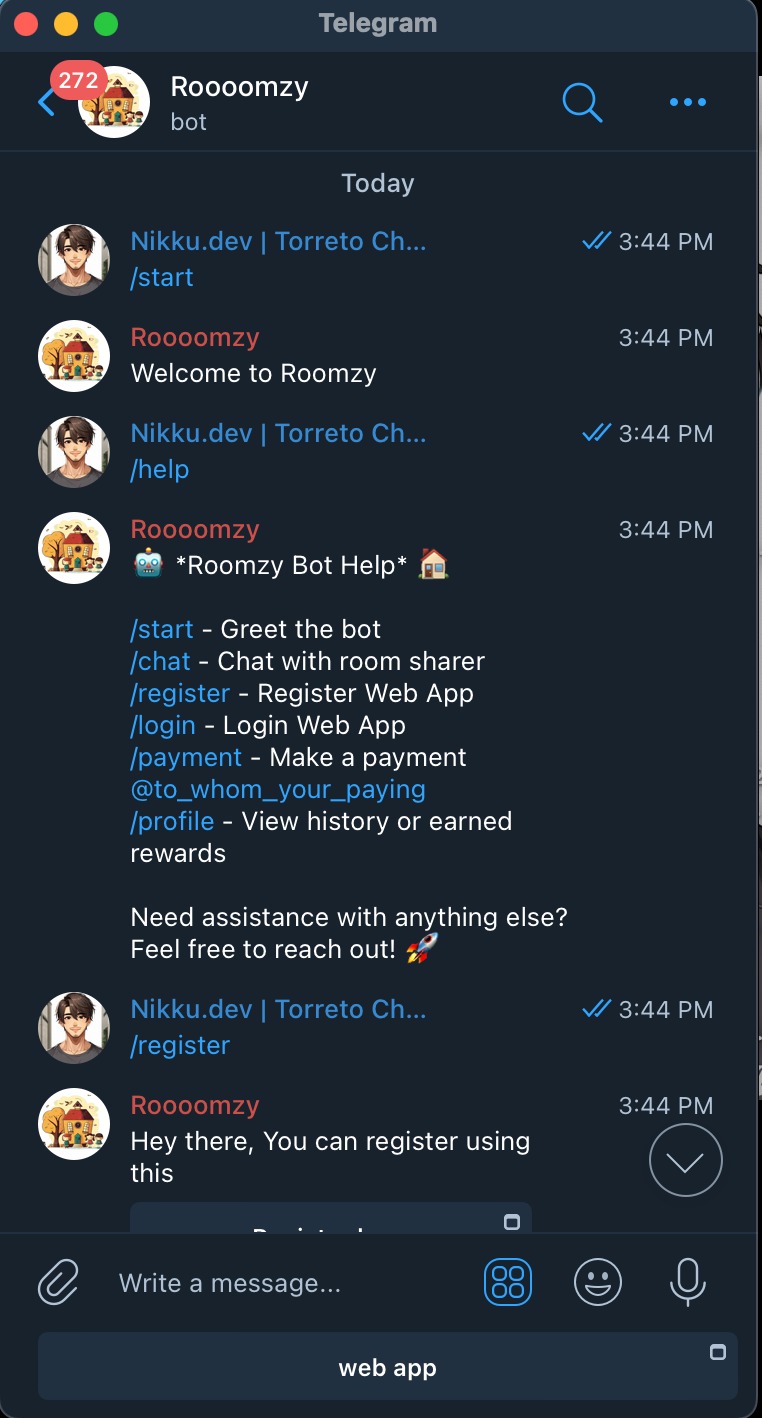 Telegram
272
Roooomzy
bot
Today
Nikku.dev | Torreto Ch... 3:44 PM
/start
Roooomzy 3:44 PM
Welcome to Roomzy
Nikku.dev | Torreto Ch... 3:44 PM
/help
Roooomzy 3:44 PM
🤖 *Roomzy Bot Help* 🏠
/start - Greet the bot
/chat - Chat with room sharer
/register - Register Web App
/login - Login Web App
/payment - Make a payment
@to_whom_your_paying
/profile - View history or earned
rewards
Need assistance with anything else?
Feel free to reach out! 🚀
Nikku.dev | Torreto Ch... 3:44 PM
/register
Roooomzy 3:44 PM
Hey there, You can register using
this
Write a message...
web app